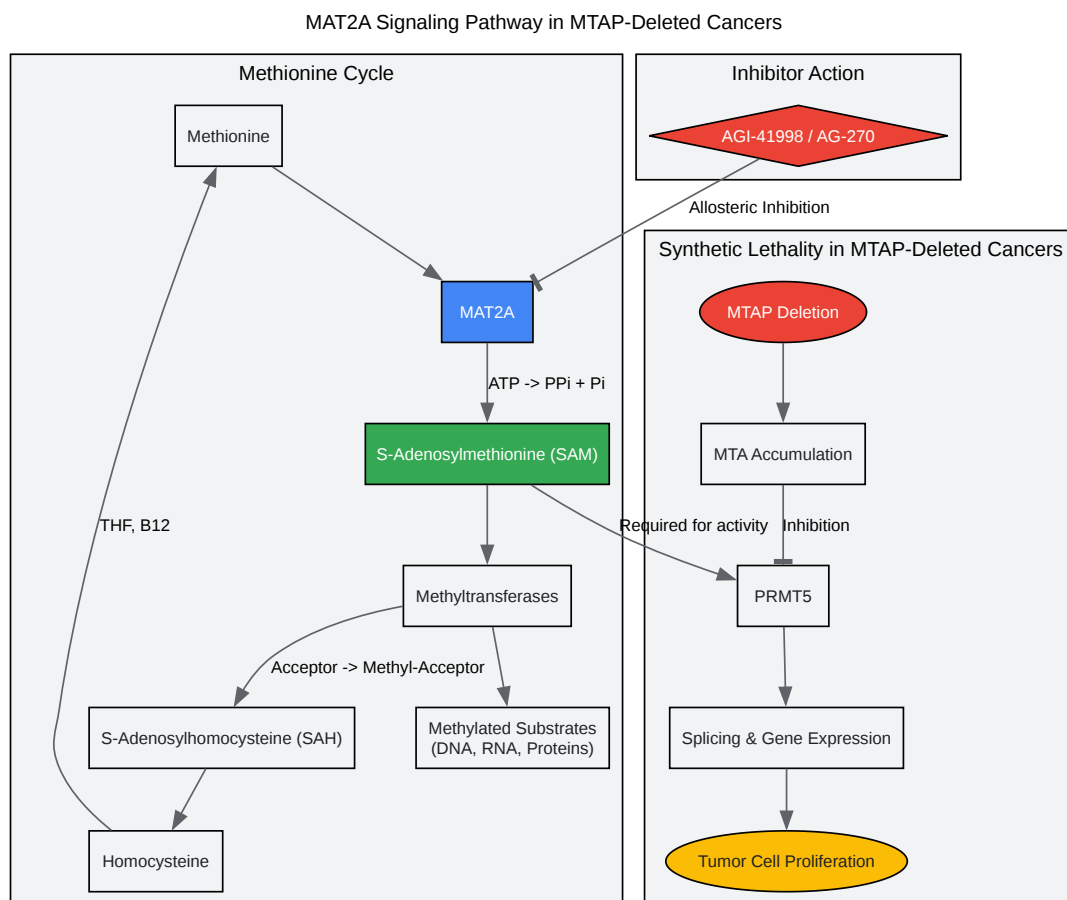 MAT2A Signaling Pathway in MTAP-Deleted Cancers
Methionine Cycle
Inhibitor Action
Methionine
AGI-41998 / AG-270
Allosteric Inhibition
Synthetic Lethality in MTAP-Deleted Cancers
MAT2A
MTAP Deletion
ATP -> PPi + Pi
S-Adenosylmethionine (SAM)
MTA Accumulation
THF, B12
Required for activity
Inhibition
Methyltransferases
PRMT5
Acceptor -> Methyl-Acceptor
S-Adenosylhomocysteine (SAH)
Methylated Substrates
(DNA, RNA, Proteins)
Splicing & Gene Expression
Homocysteine
Tumor Cell Proliferation